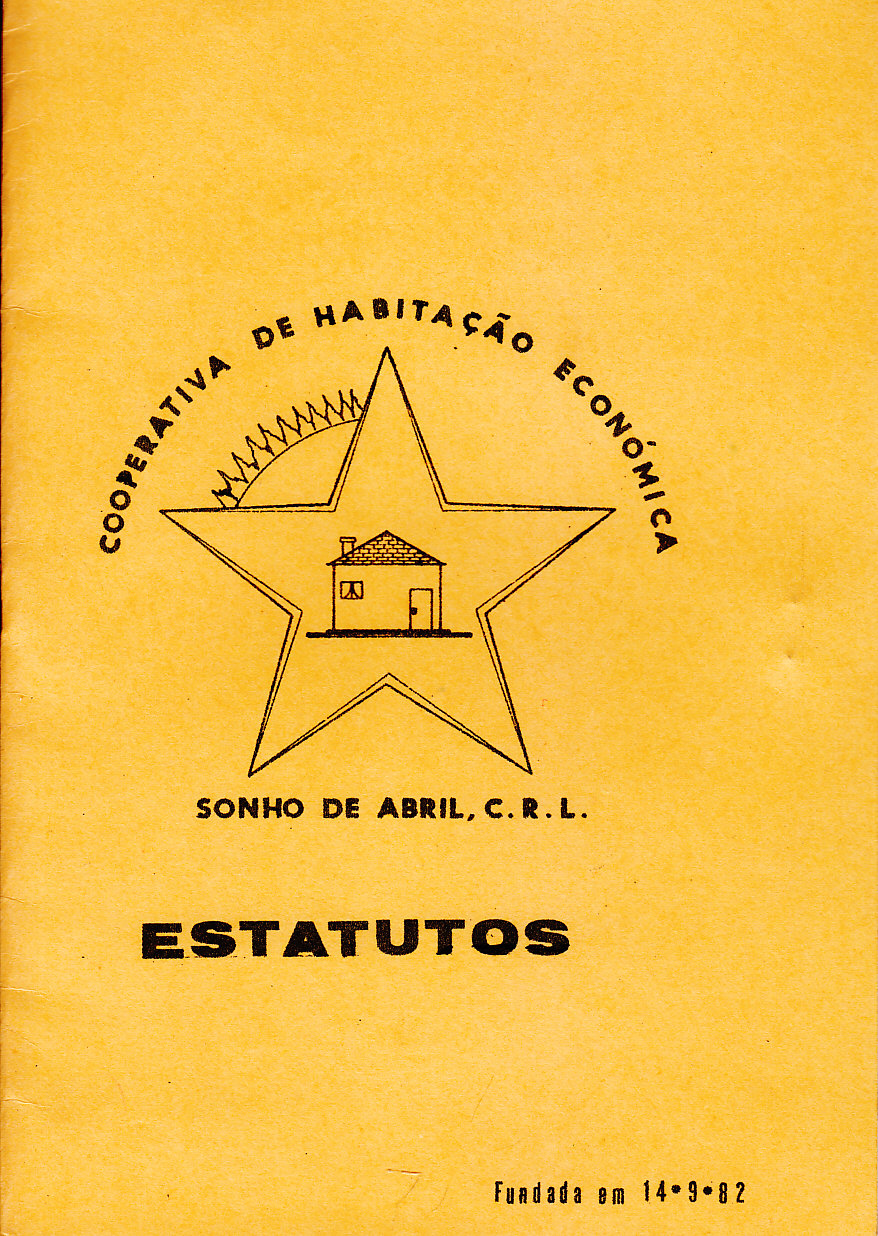 COOPERATIVA DE HABITAÇÃO ECONÓMICA
SONHO DE ABRIL, C. R. L.
ESTATUTOS
Fundada em 14•9•82